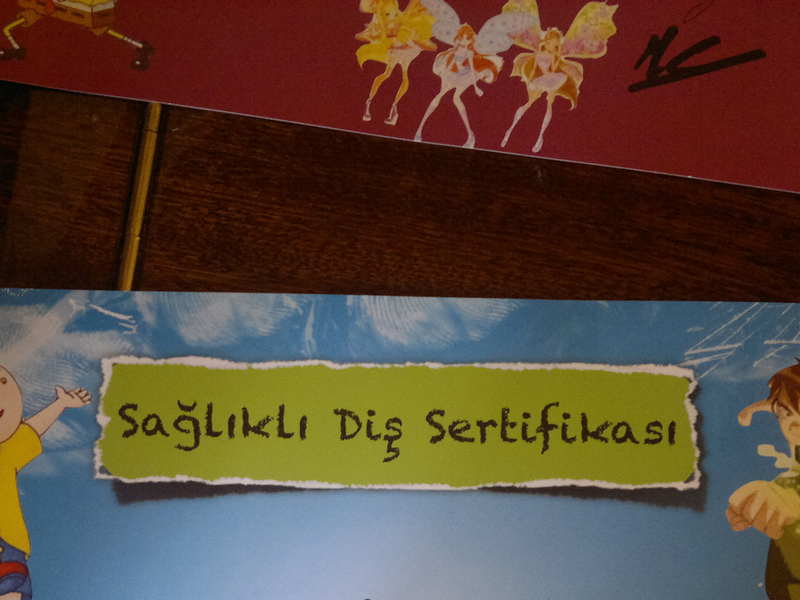 Sağlıklı Diş Sertifikası